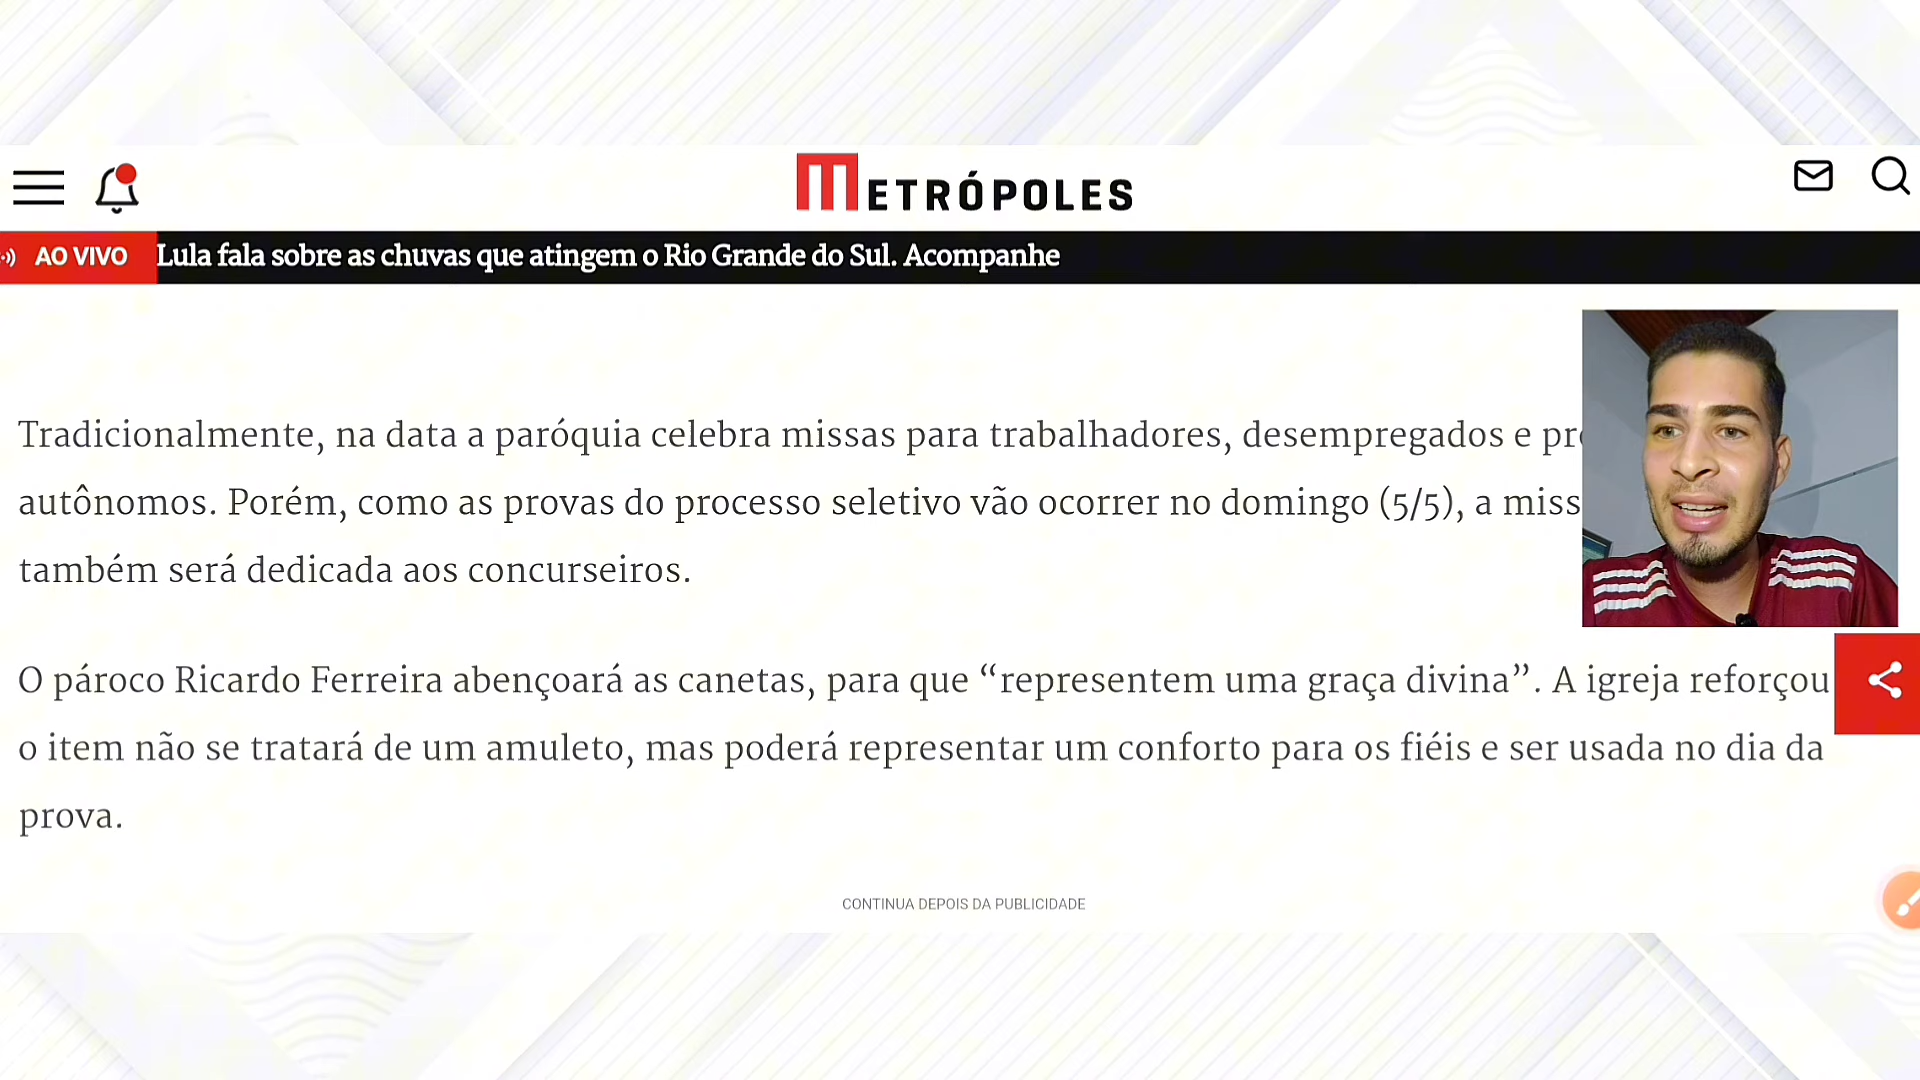 METRÓPOLES
AO VIVO
Lula fala sobre as chuvas que atingem o Rio Grande do Sul. Acompanhe
Tradicionalmente, na data a paróquia celebra missas para trabalhadores, desempregados e
autônomos. Porém, como as provas do processo seletivo vão ocorrer no domingo (5/5), a
também será dedicada aos concurseiros.
O pároco Ricardo Ferreira abençoará as canetas, para que “representem uma graça divina”. A igreja reforçou
o item não se tratará de um amuleto, mas poderá representar um conforto para os fiéis e ser usada no dia da
prova.
CONTINUA DEPOIS DA PUBLICIDADE